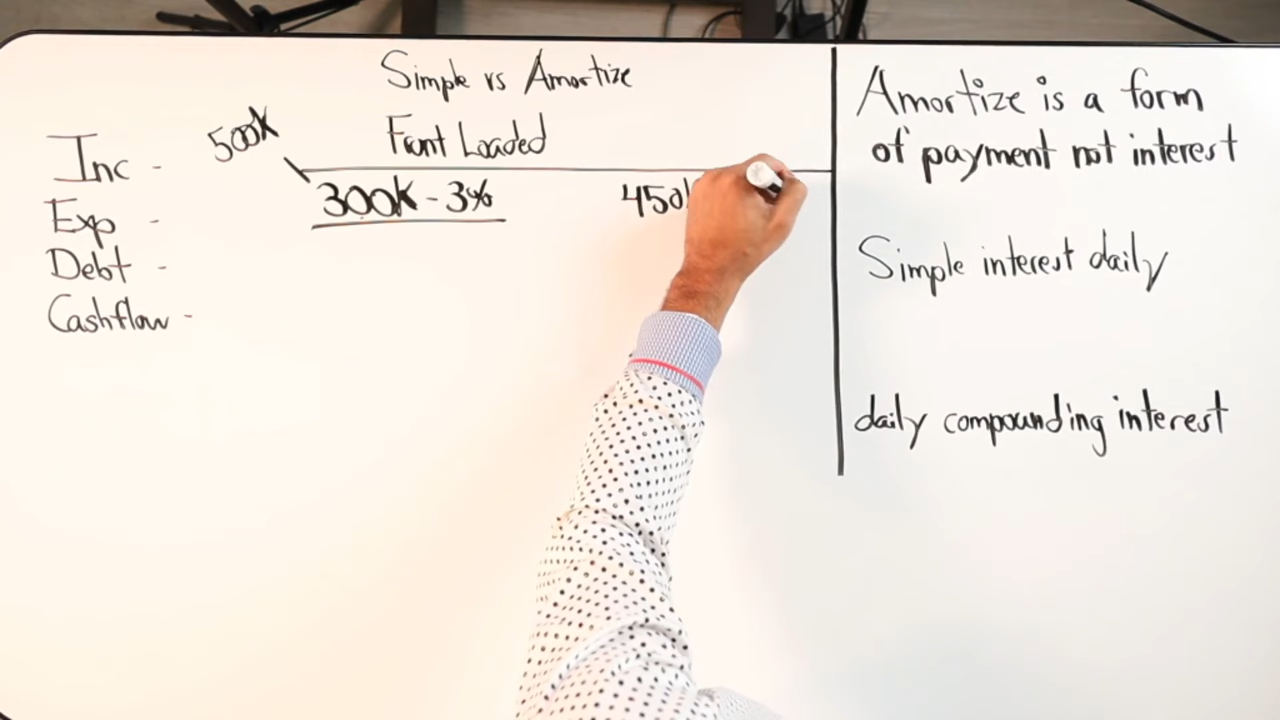 Simple vs Amortize
Font Loaded
500k
Inc -
Exp -
Debt -
Cashflow -
300k - 3%
450k
Amortize is a form
of payment not interest
Simple interest daily
daily compounding interest